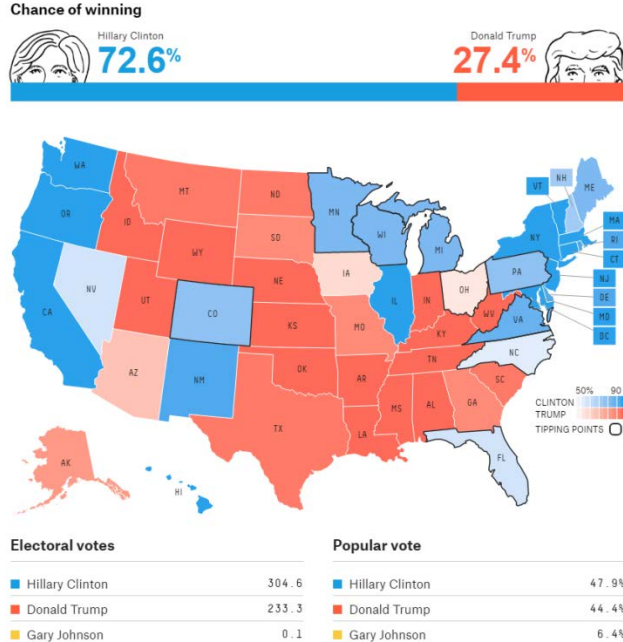 Chance of winning
Hillary Clinton
72.6%
Donald Trump
27.4%
WA
OR
CA
NV
ID
MT
WY
UT
AZ
CO
NM
ND
SD
NE
KS
OK
TX
MN
IA
MO
AR
LA
WI
IL
MI
IN
OH
KY
TN
MS
AL
GA
FL
SC
NC
VA
WV
PA
NY
VT
NH
ME
MA
RI
CT
NJ
DE
MD
DC
AK
HI
50% 90
CLINTON
TRUMP
TIPPING POINTS
Electoral votes
Hillary Clinton 304.6
Donald Trump 233.3
Gary Johnson 0.1
Popular vote
Hillary Clinton 47.9%
Donald Trump 44.4%
Gary Johnson 6.4%